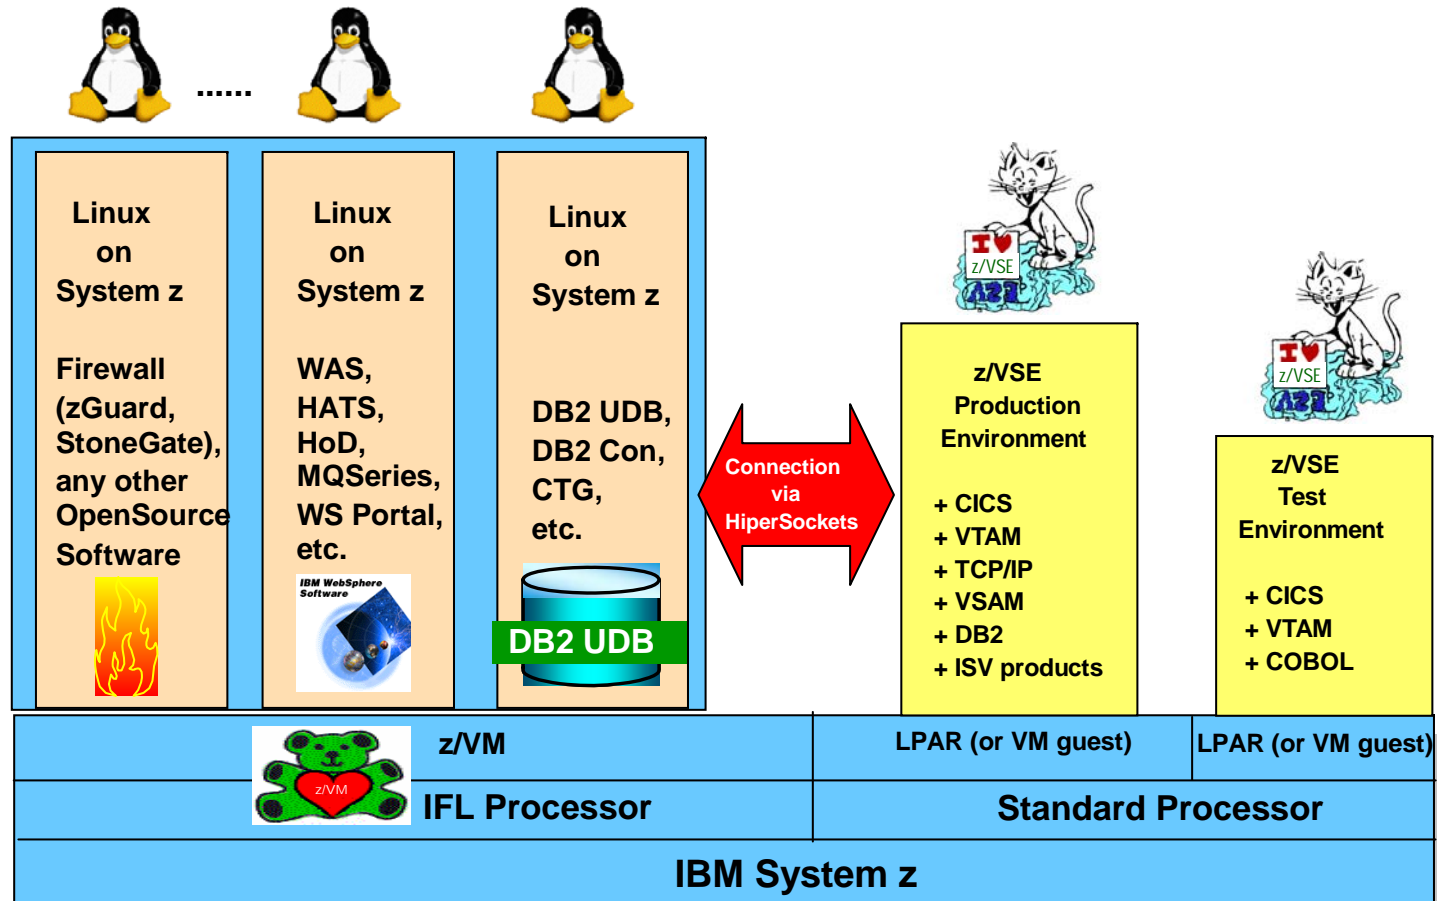 ......
Linux
on
System z
Firewall
(zGuard,
StoneGate),
any other
OpenSource
Software
Linux
on
System z
WAS,
HATS,
HoD,
MQSeries,
WS Portal,
etc.
IBM WebSphere
Software
Linux
on
System z
DB2 UDB,
DB2 Con,
CTG,
etc.
DB2 UDB
Connection
via
HiperSockets
I ♥
z/VSE
z/VSE
Production
Environment
+ CICS
+ VTAM
+ TCP/IP
+ VSAM
+ DB2
+ ISV products
I ♥
z/VSE
z/VSE
Test
Environment
+ CICS
+ VTAM
+ COBOL
z/VM
z/VM
LPAR (or VM guest)
LPAR (or VM guest)
IFL Processor
Standard Processor
IBM System z